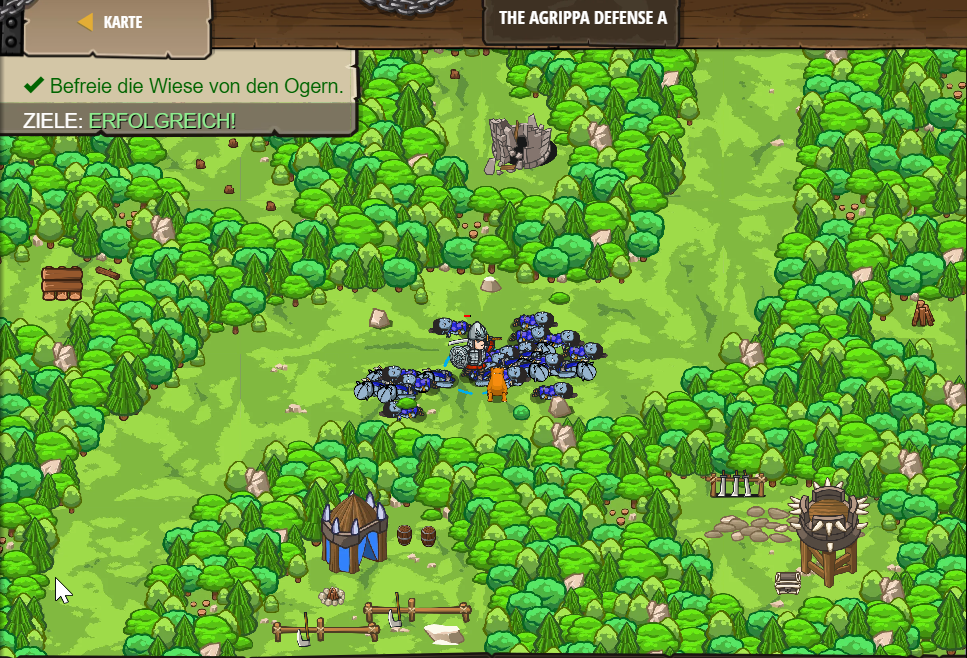 KARTE
THE AGRIPPA DEFENSE A
Befreie die Wiese von den Ogern.
ZIELE: ERFOLGREICH!